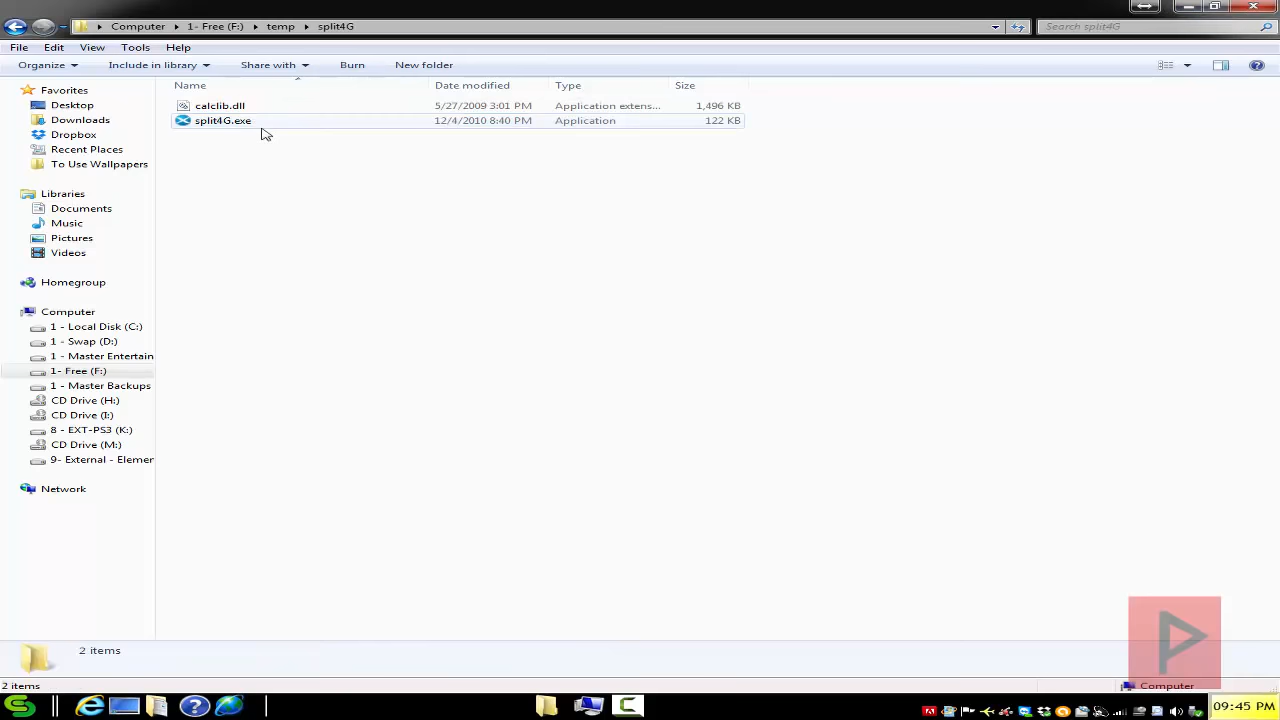 Computer ▸ 1- Free (F:) ▸ temp ▸ split4G
Search split4G
File Edit View Tools Help
Organize Include in library Share with Burn New folder
Name Date modified Type Size
calclib.dll 5/27/2009 3:01 PM Application extens... 1,496 KB
split4G.exe 12/4/2010 8:40 PM Application 122 KB
Favorites
Desktop
Downloads
Dropbox
Recent Places
To Use Wallpapers
Libraries
Documents
Music
Pictures
Videos
Homegroup
Computer
1 - Local Disk (C:)
1 - Swap (D:)
1 - Master Entertain
1- Free (F:)
1 - Master Backups
CD Drive (H:)
CD Drive (I:)
8 - EXT-PS3 (K:)
CD Drive (M:)
9- External - Elemer
Network
2 items
P
2 items
Computer
09:45 PM